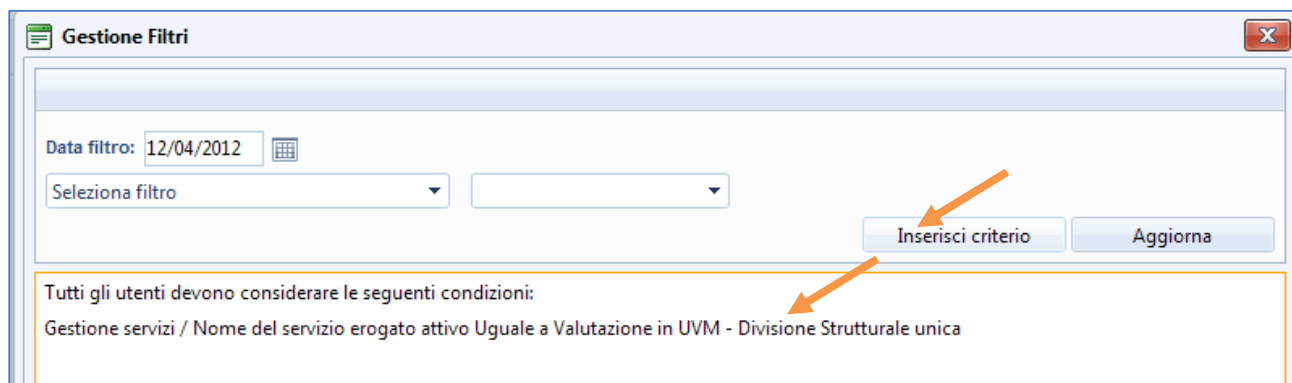 Gestione Filtri
Data filtro: 12/04/2012
Seleziona filtro
Inserisci criterio Aggiorna
Tutti gli utenti devono considerare le seguenti condizioni:
Gestione servizi / Nome del servizio erogato attivo Uguale a Valutazione in UVM - Divisione Strutturale unica